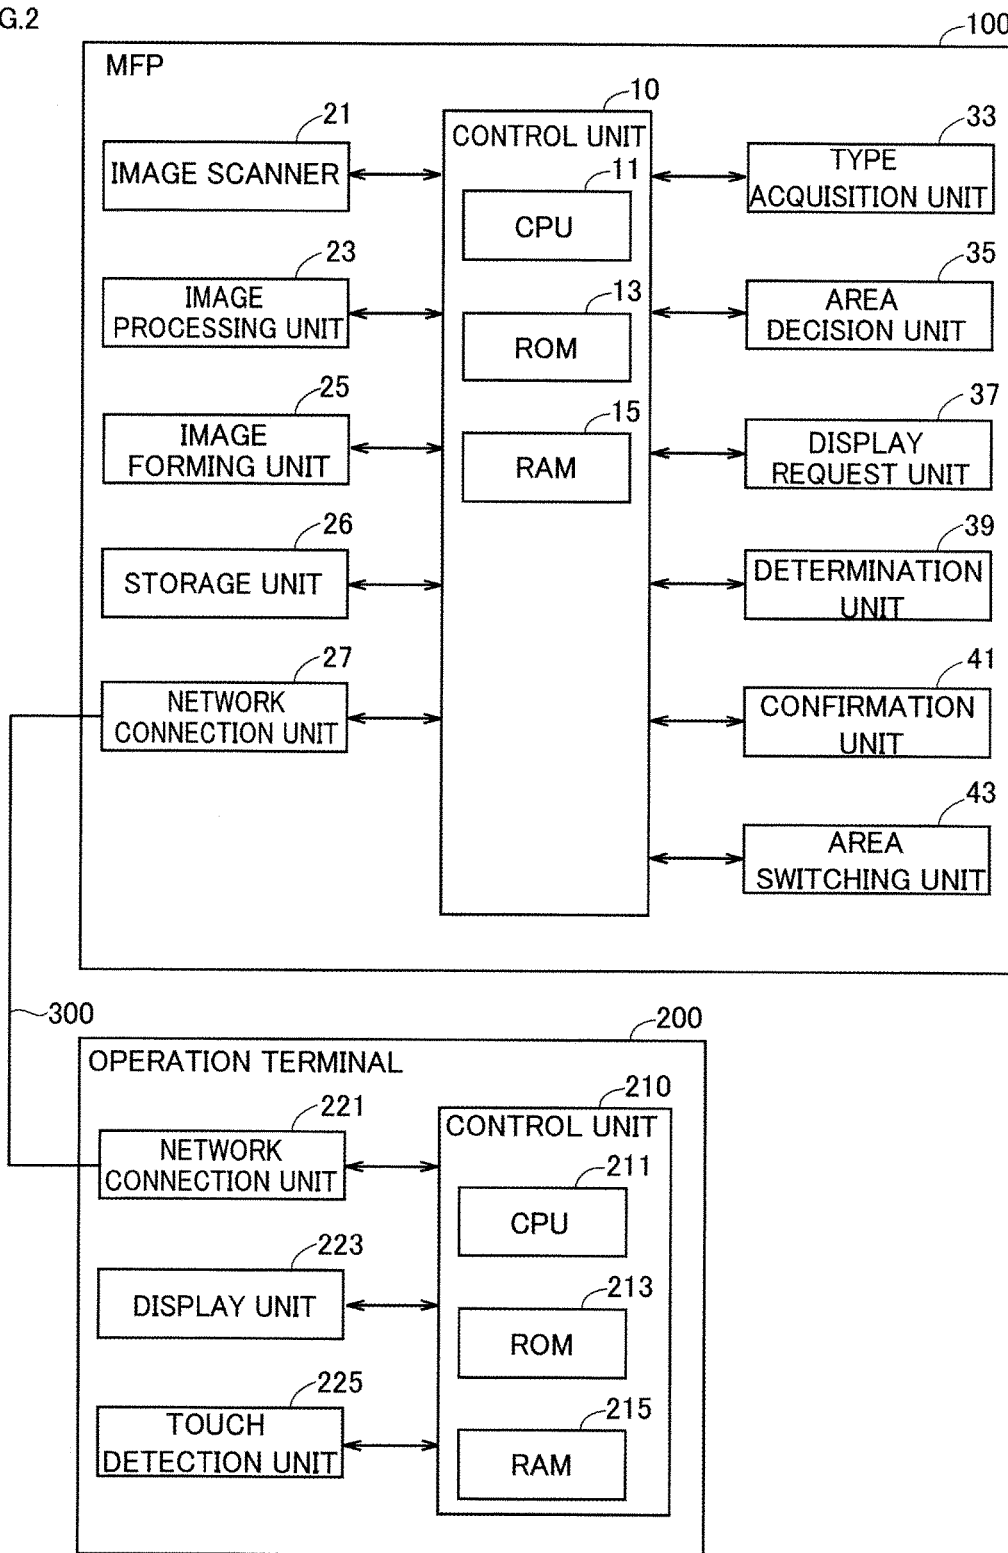 G.2
100
MFP
10
21
CONTROL UNIT
33
IMAGE SCANNER
11
TYPE
ACQUISITION UNIT
CPU
23
13
35
IMAGE
PROCESSING UNIT
ROM
AREA
DECISION UNIT
25
15
37
IMAGE
FORMING UNIT
RAM
DISPLAY
REQUEST UNIT
26
39
STORAGE UNIT
DETERMINATION
UNIT
27
41
NETWORK
CONNECTION UNIT
CONFIRMATION
UNIT
43
AREA
SWITCHING UNIT
300
200
OPERATION TERMINAL
221
210
NETWORK
CONNECTION UNIT
CONTROL UNIT
211
CPU
223
213
DISPLAY UNIT
ROM
225
215
TOUCH
DETECTION UNIT
RAM